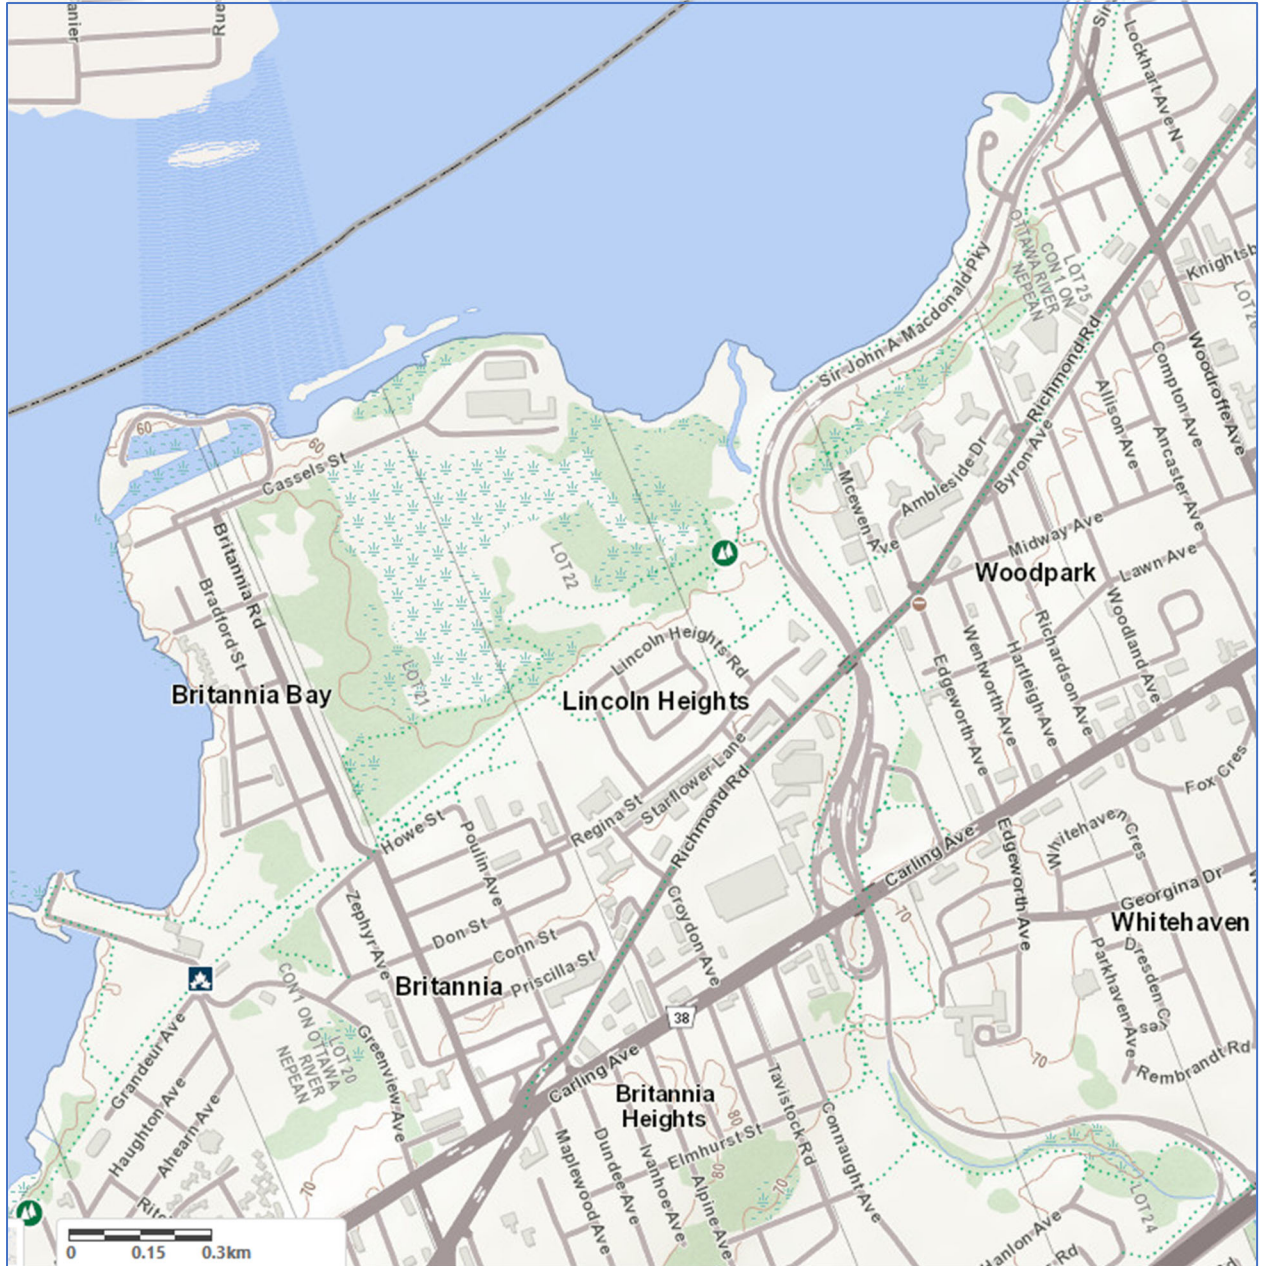 Lockhart Ave N
OTTAWA RIVER
CON 1 ON
NEPEAN
LOT 25
Knightsb
Sir John A Macdonald Pky
Richmond Rd
Woodroffe Ave
Compton Ave
Allison Ave
Ancaster Ave
Byron Ave
Ambleside Dr
Mcewen Ave
60
60
Cassels St
Midway Ave
Woodpark
Lawn Ave
LOT 22
Britannia Rd
Bradford St
Woodland Ave
Richardson Ave
Hartleigh Ave
Wentworth Ave
Edgeworth Ave
Lincoln Heights Rd
LOT 21
Britannia Bay
Lincoln Heights
Starflower Lane
Richmond Rd
Regina St
Howe St
Poulin Ave
Fox Cres
Whitehaven Cres
Carling Ave
Edgeworth Ave
Georgina Dr
Whitehaven
Zephyr Ave
Don St
Conn St
Priscilla St
Croydon Ave
70
Dresden Cres
Parkhaven Ave
Britannia
38
CON 1 ON OTTAWA
RIVER
NEPEAN
LOT 20
Grandeur Ave
Greenview Ave
Carling Ave
70
Rembrandt Rd
Britannia
Heights
Haughton Ave
Ahearn Ave
Tavistock Rd
Connaught Ave
80
Elmhurst St
80
70
70
Maplewood Ave
Dundee Ave
Ivanhoe Ave
Alpine Ave
LOT 24
Hanlon Ave
Rd
0 0.15 0.3km